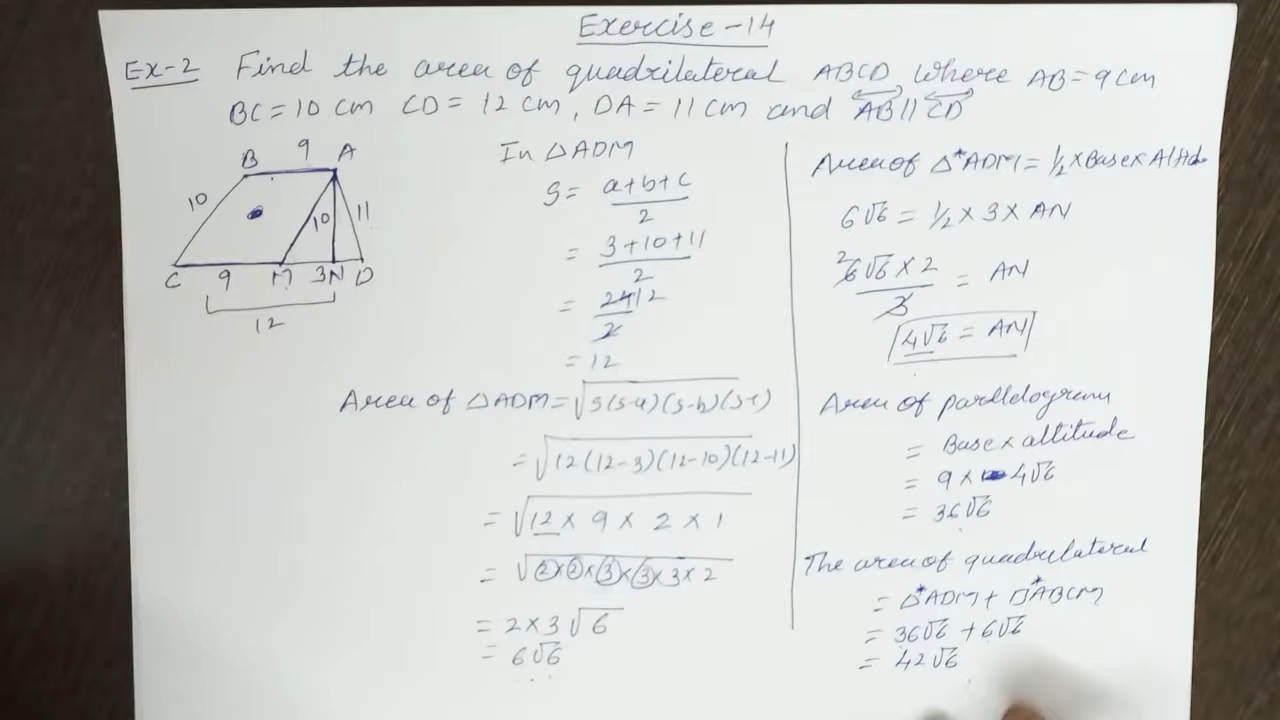 Exercise-14
Ex-2 Find the area of quadrilateral ABCD where AB = 9 cm
BC = 10 cm CD = 12 cm, DA = 11 cm and AB || CD
B 9 A
10 10 11
C 9 M 3 N D
12
In △ADM
S = a+b+c / 2
= 3+10+11 / 2
= 24 12 / 2
= 12
Area of △ADM = √s(s-a)(s-b)(s-c)
= √12(12-3)(12-10)(12-11)
= √12 × 9 × 2 × 1
= √2×2×3×3×3×2
= 2×3√6
= 6√6
Area of △ADM = 1/2 × Base × Altitude
6√6 = 1/2 × 3 × AN
2 6√6 × 2 / 3 = AN
4√6 = AN
Area of parallelogram
= Base × altitude
= 9 × 4√6
= 36√6
The area of quadrilateral
= △ADM + ▱ABCM
= 36√6 + 6√6
= 42√6